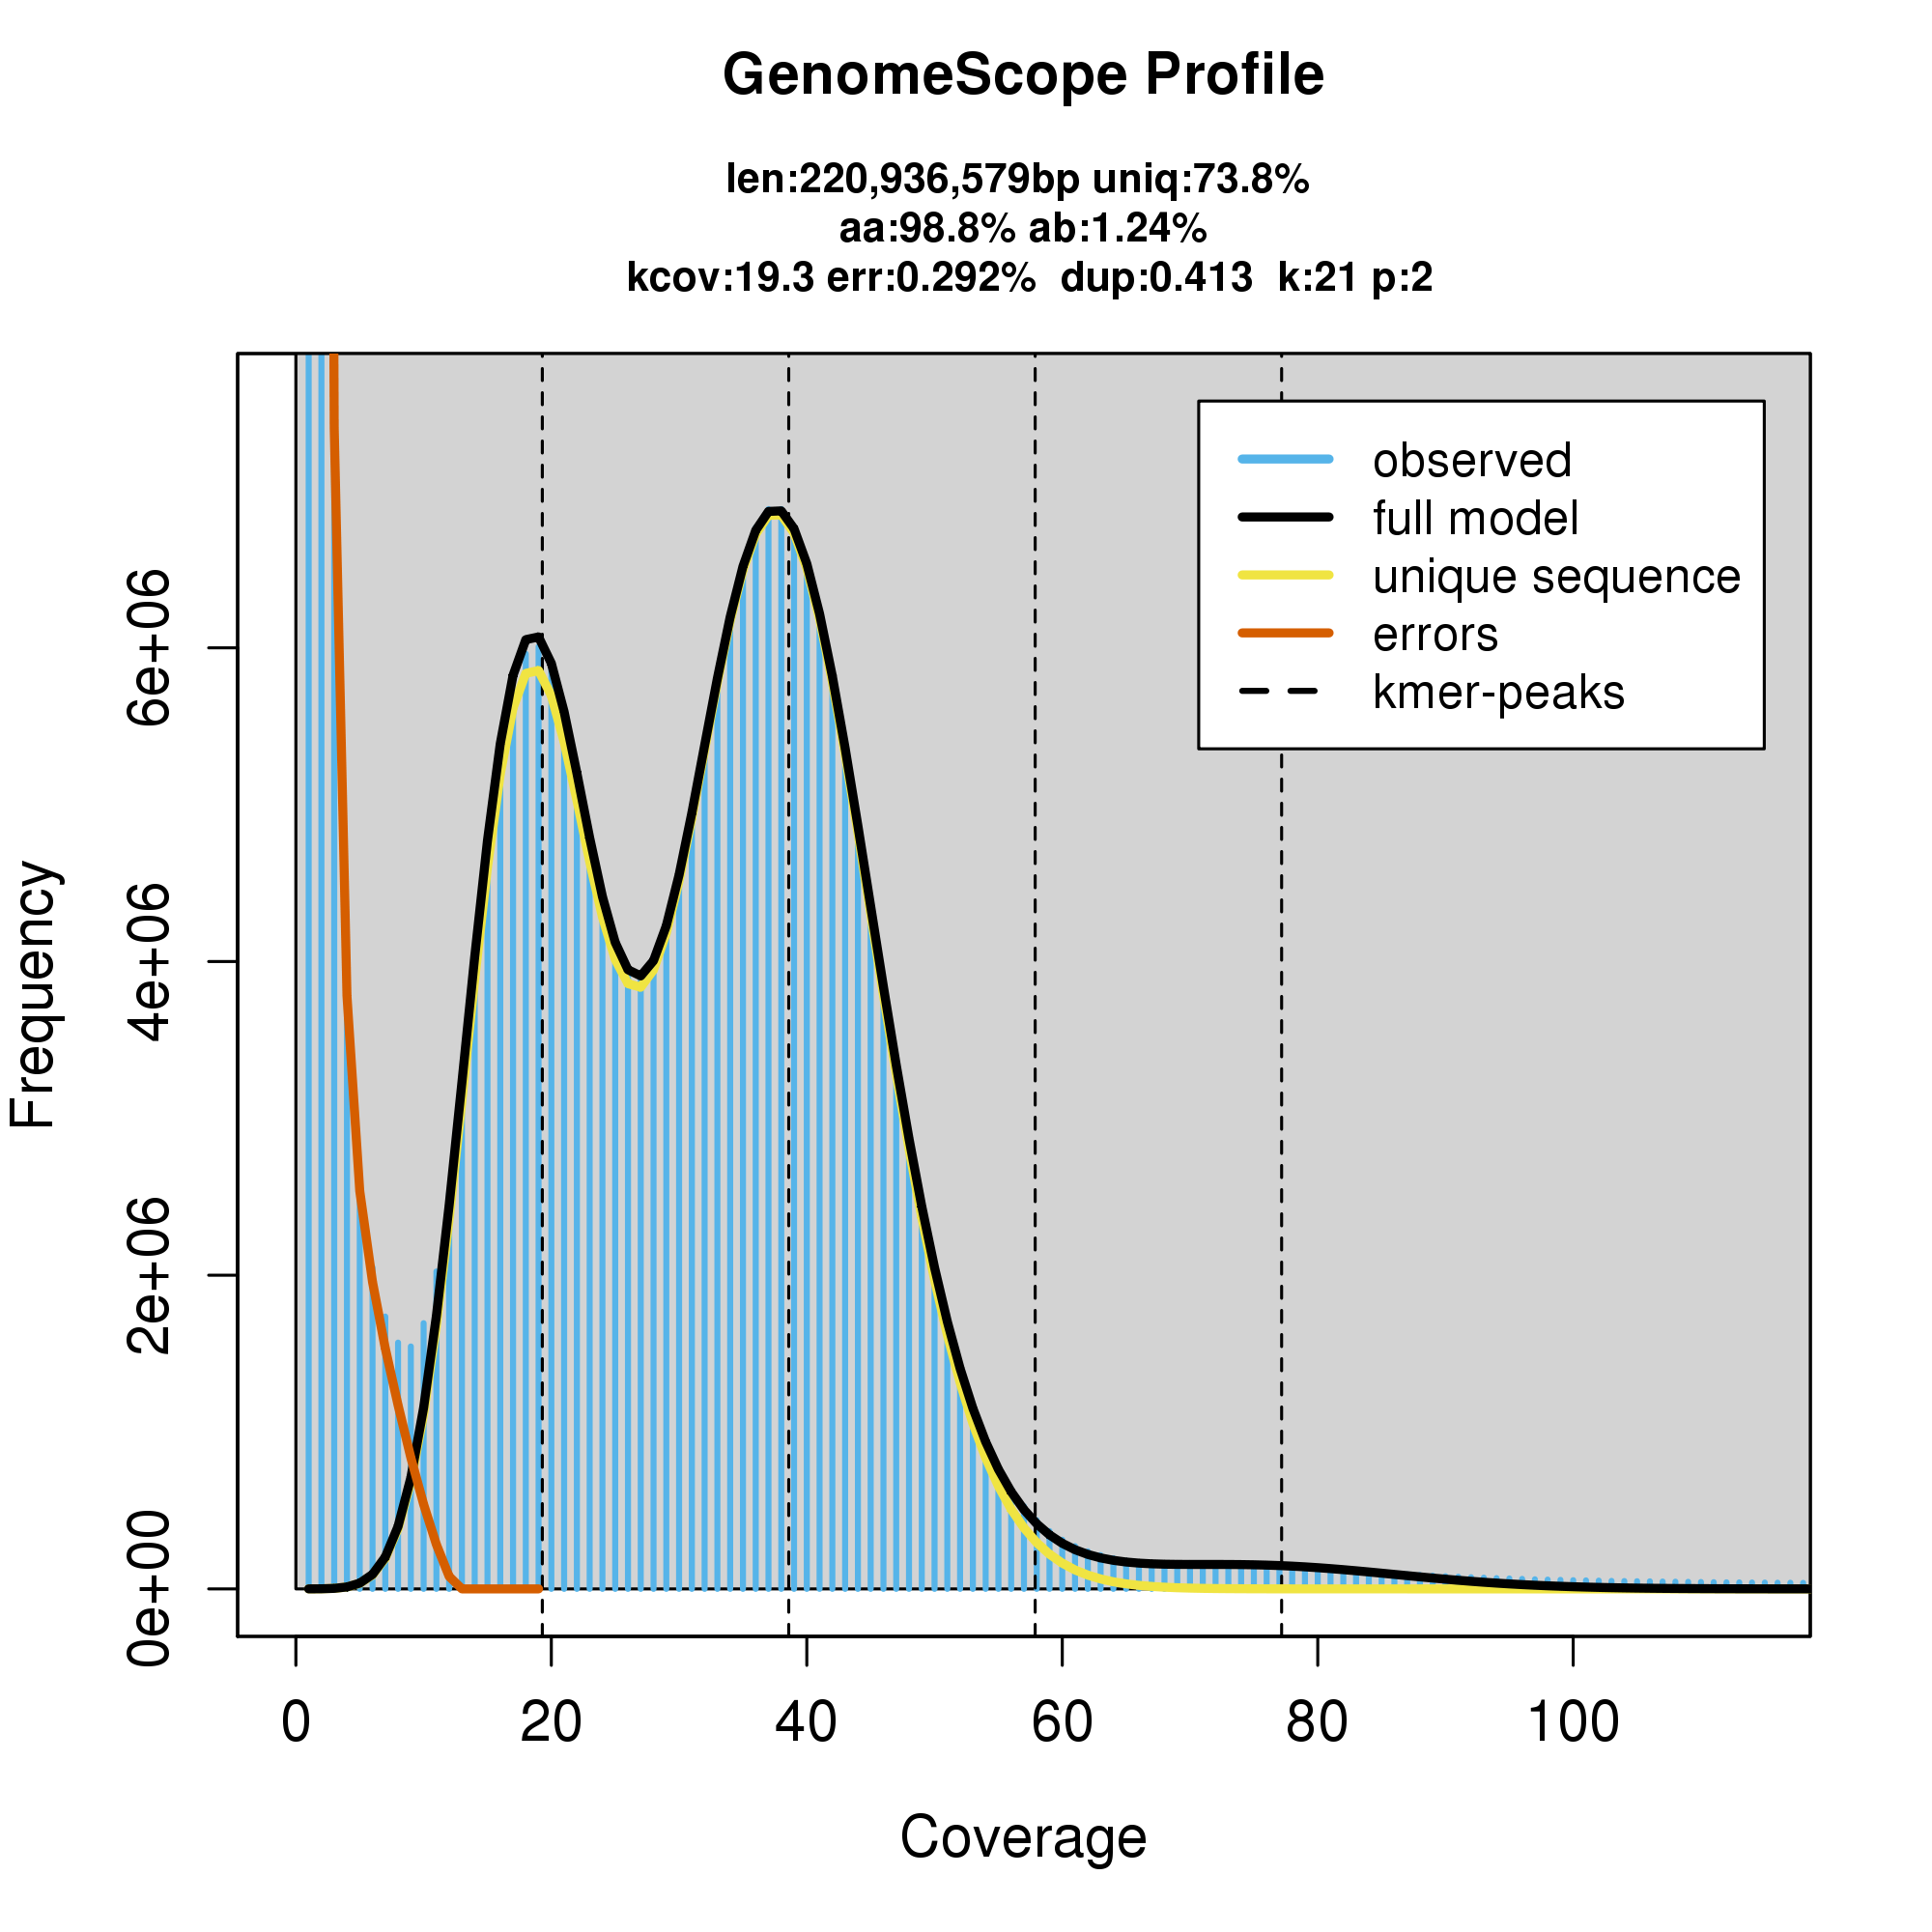 GenomeScope Profile
len:220,936,579bp uniq:73.8%
aa:98.8% ab:1.24%
kcov:19.3 err:0.292% dup:0.413 k:21 p:2
observed
full model
unique sequence
errors
kmer-peaks
Frequency
6e+06
4e+06
2e+06
0e+00
0 20 40 60 80 100
Coverage